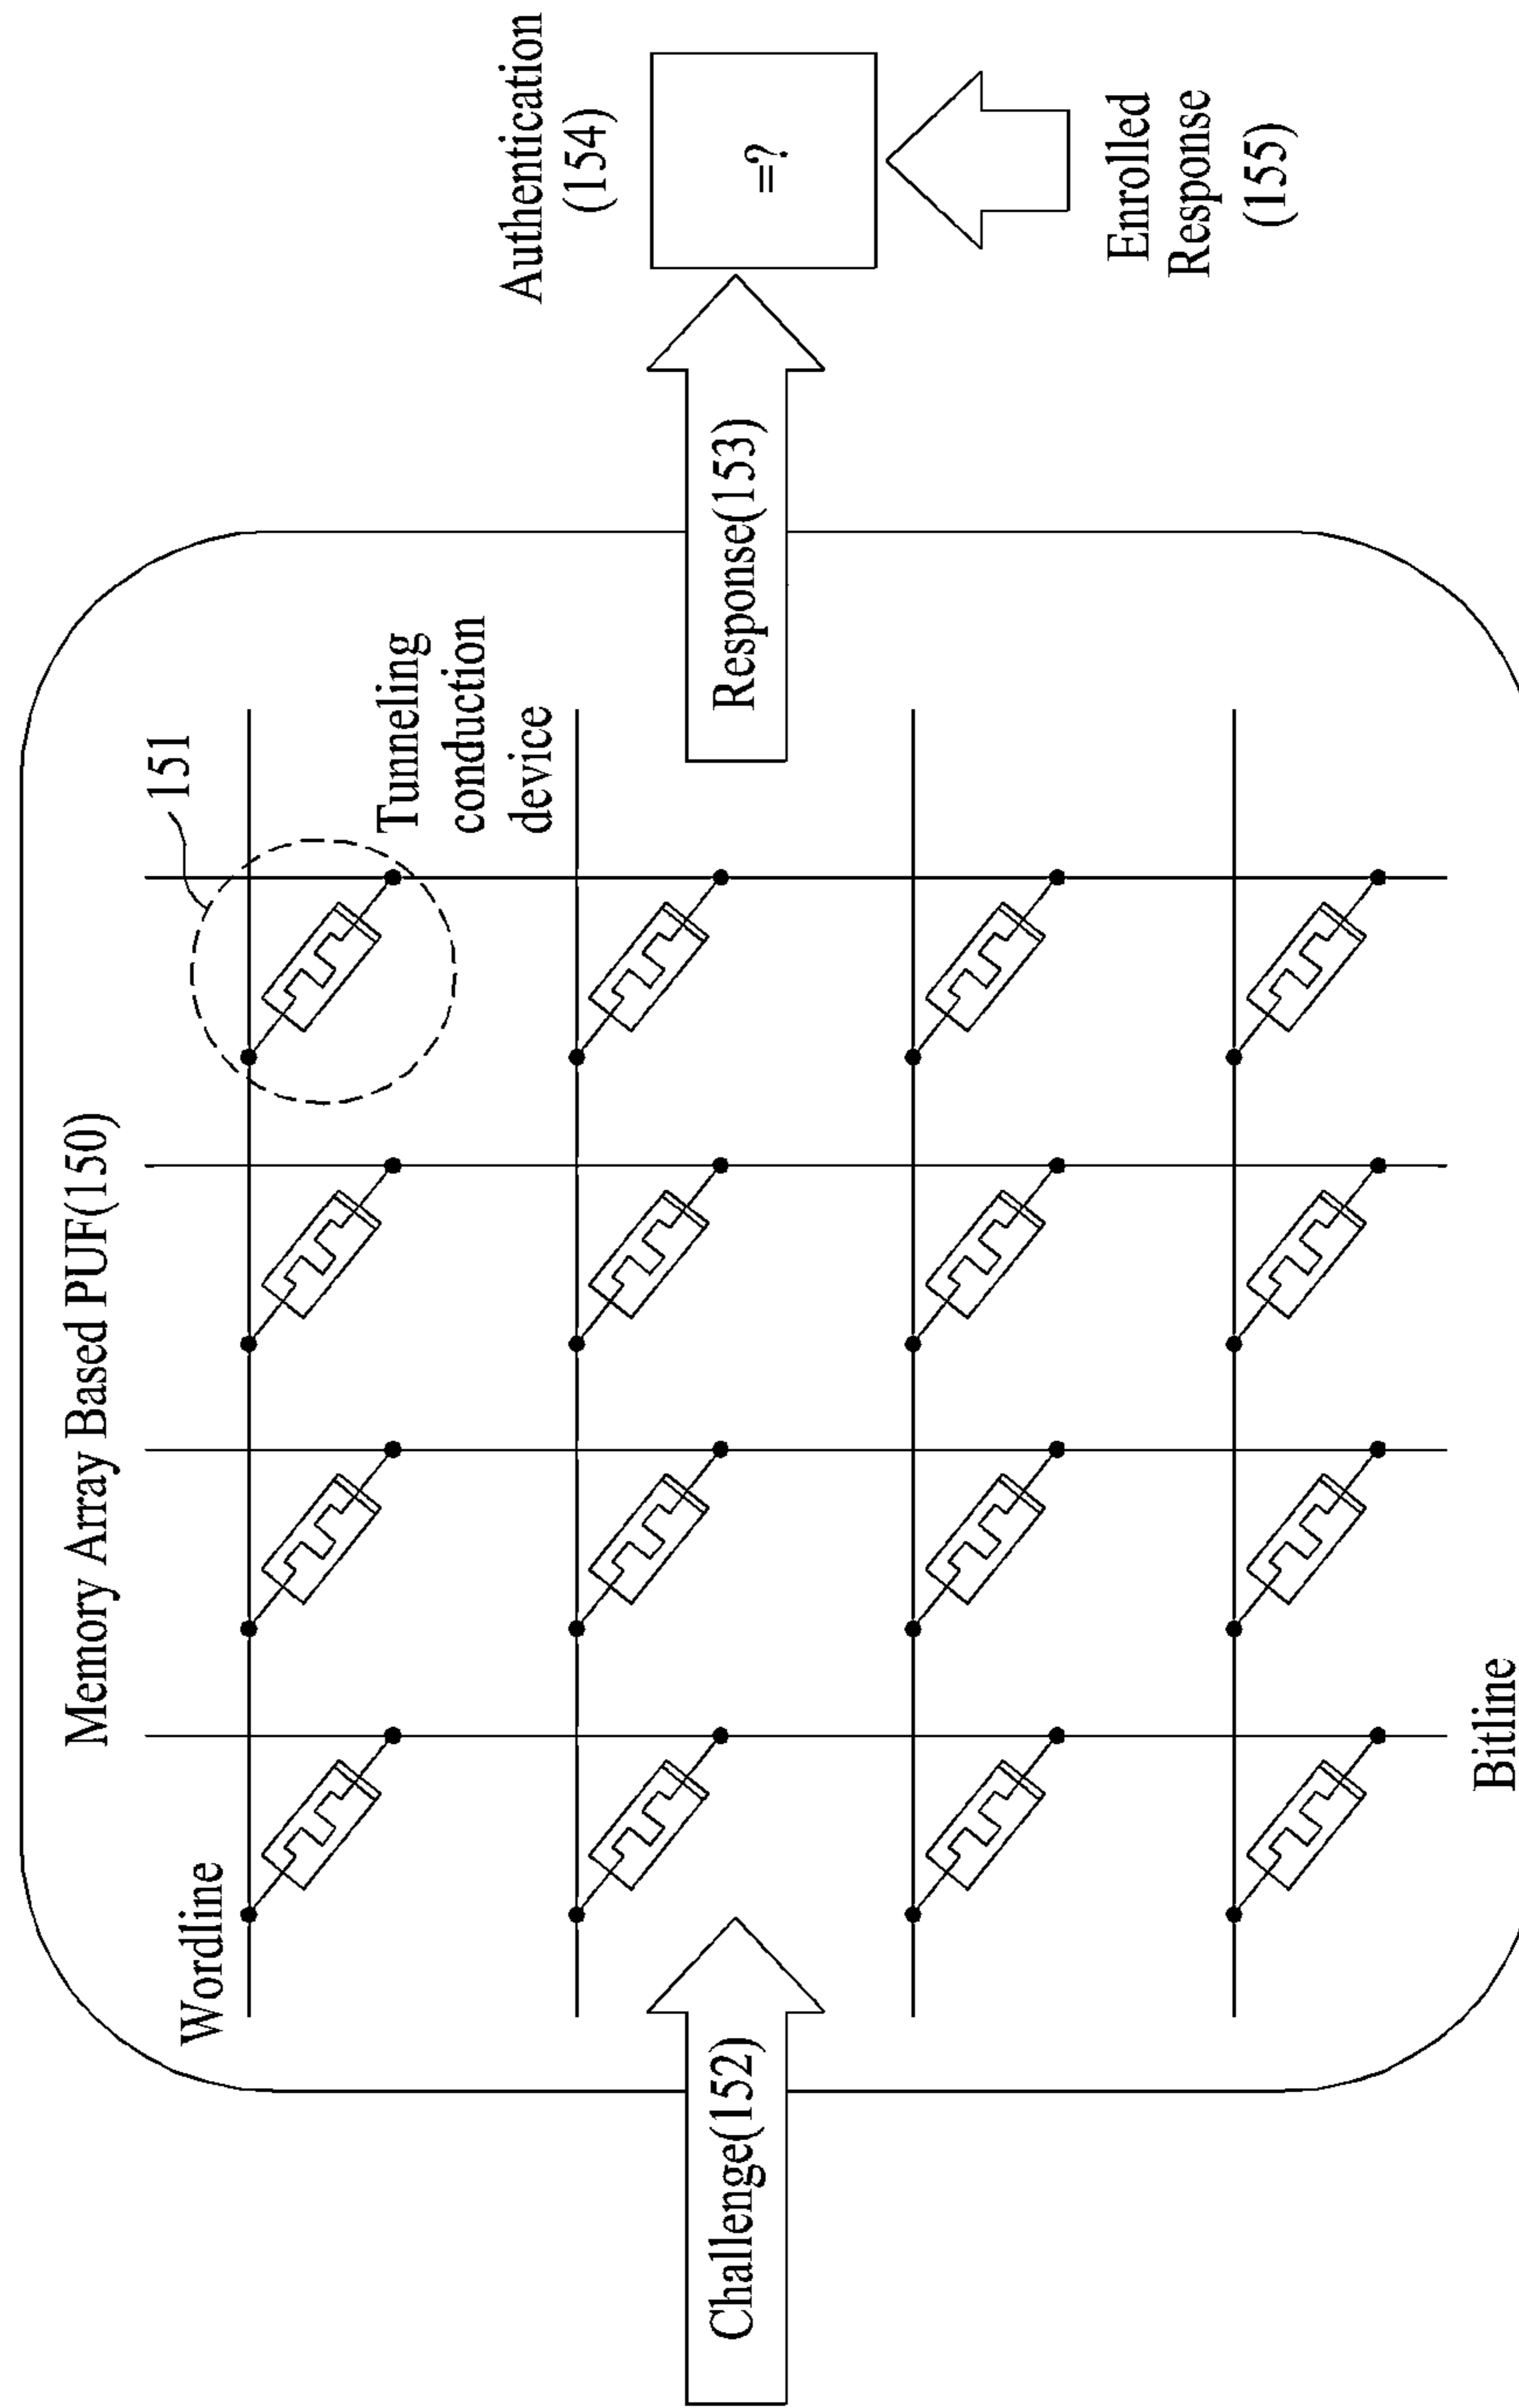 Memory Array Based PUF(150)
Wordline
151
Tunneling
conduction
device
Challenge(152)
Response(153)
Authentication
(154)
=?
Enrolled
Response
(155)
Bitline